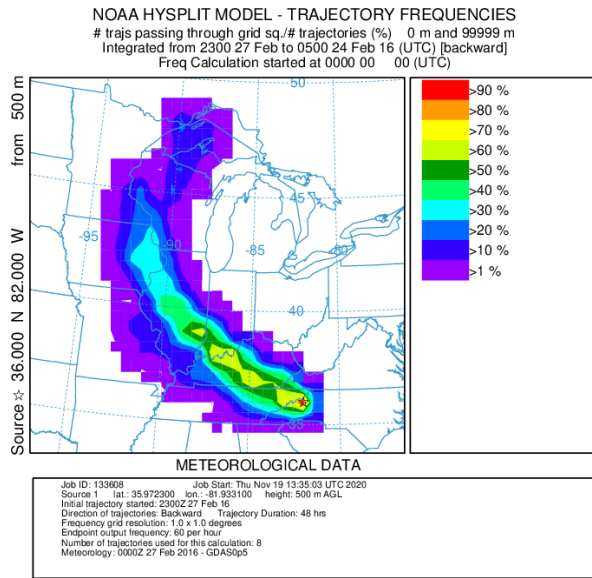 NOAA HYSPLIT MODEL - TRAJECTORY FREQUENCIES
# trajs passing through grid sq./# trajectories (%) 0 m and 99999 m
Integrated from 2300 27 Feb to 0500 24 Feb 16 (UTC) [backward]
Freq Calculation started at 0000 00 00 (UTC)
Source ☆ 36.000 N 82.000 W from 500 m
50
45
-95
-90
-85
-80
40
35
>90 %
>80 %
>70 %
>60 %
>50 %
>40 %
>30 %
>20 %
>10 %
>1 %
METEOROLOGICAL DATA
Job ID: 133608 Job Start: Thu Nov 19 13:35:03 UTC 2020
Source 1 lat.: 35.972300 lon.: -81.933100 height: 500 m AGL
Initial trajectory started: 2300Z 27 Feb 16
Direction of trajectories: Backward Trajectory Duration: 48 hrs
Frequency grid resolution: 1.0 x 1.0 degrees
Endpoint output frequency: 60 per hour
Number of trajectories used for this calculation: 8
Meteorology: 0000Z 27 Feb 2016 - GDAS0p5